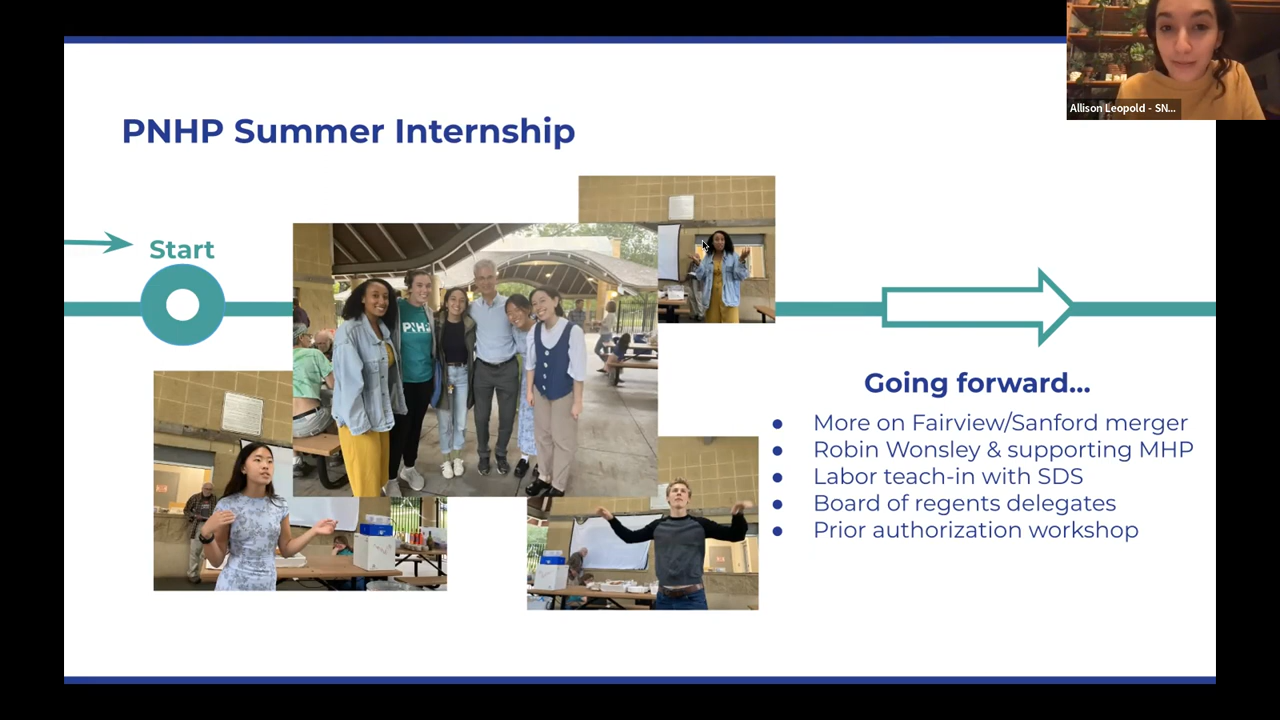 PNHP Summer Internship
Allison Leopold - SN...
Start
PNHP
Going forward...
● More on Fairview/Sanford merger
● Robin Wonsley & supporting MHP
● Labor teach-in with SDS
● Board of regents delegates
● Prior authorization workshop